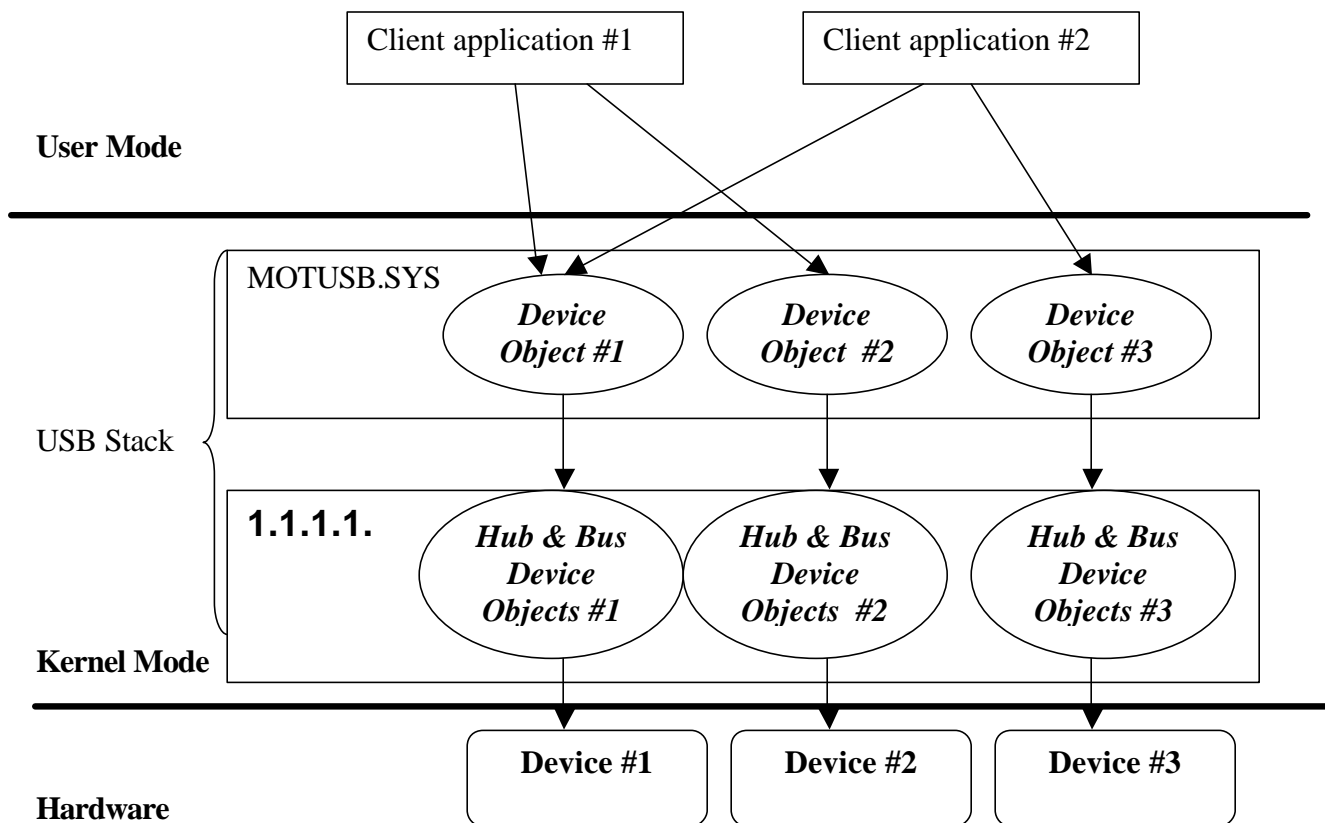 Client application #1
Client application #2
User Mode
MOTUSB.SYS
Device
Object #1
Device
Object #2
Device
Object #3
USB Stack
1.1.1.1.
Hub & Bus
Device
Objects #1
Hub & Bus
Device
Objects #2
Hub & Bus
Device
Objects #3
Kernel Mode
Device #1
Device #2
Device #3
Hardware